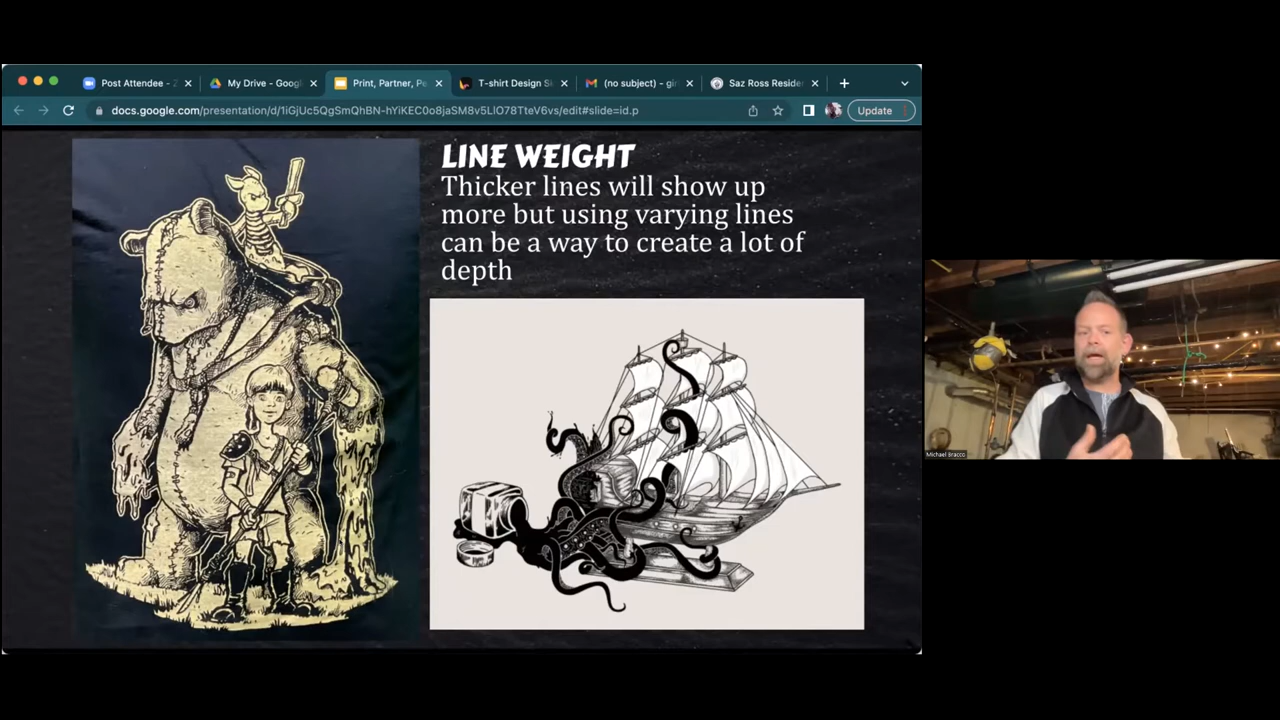 Post Attendee - Z
My Drive - Googl
Print, Partner, Pe
T-shirt Design Sk
(no subject) - gir
Saz Ross Residen
docs.google.com/presentation/d/1iGjUc5QgSmQhBN-hYiKEC0o8jaSM8v5LlO78TteV6vs/edit#slide=id.p
Update
LINE WEIGHT
Thicker lines will show up
more but using varying lines
can be a way to create a lot of
depth
Michael Bracco